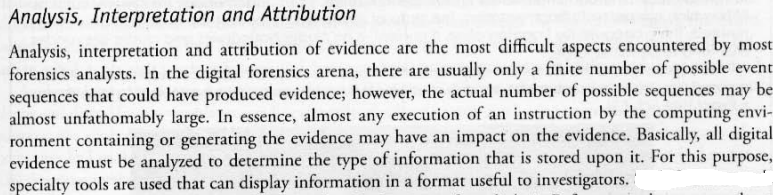 Analysis, Interpretation and Attribution
Analysis, interpretation and attribution of evidence are the most difficult aspects encountered by most
forensics analysts. In the digital forensics arena, there are usually only a finite number of possible event
sequences that could have produced evidence; however, the actual number of possible sequences may be
almost unfathomably large. In essence, almost any execution of an instruction by the computing envi-
ronment containing or generating the evidence may have an impact on the evidence. Basically, all digital
evidence must be analyzed to determine the type of information that is stored upon it. For this purpose,
specialty tools are used that can display information in a format useful to investigators.